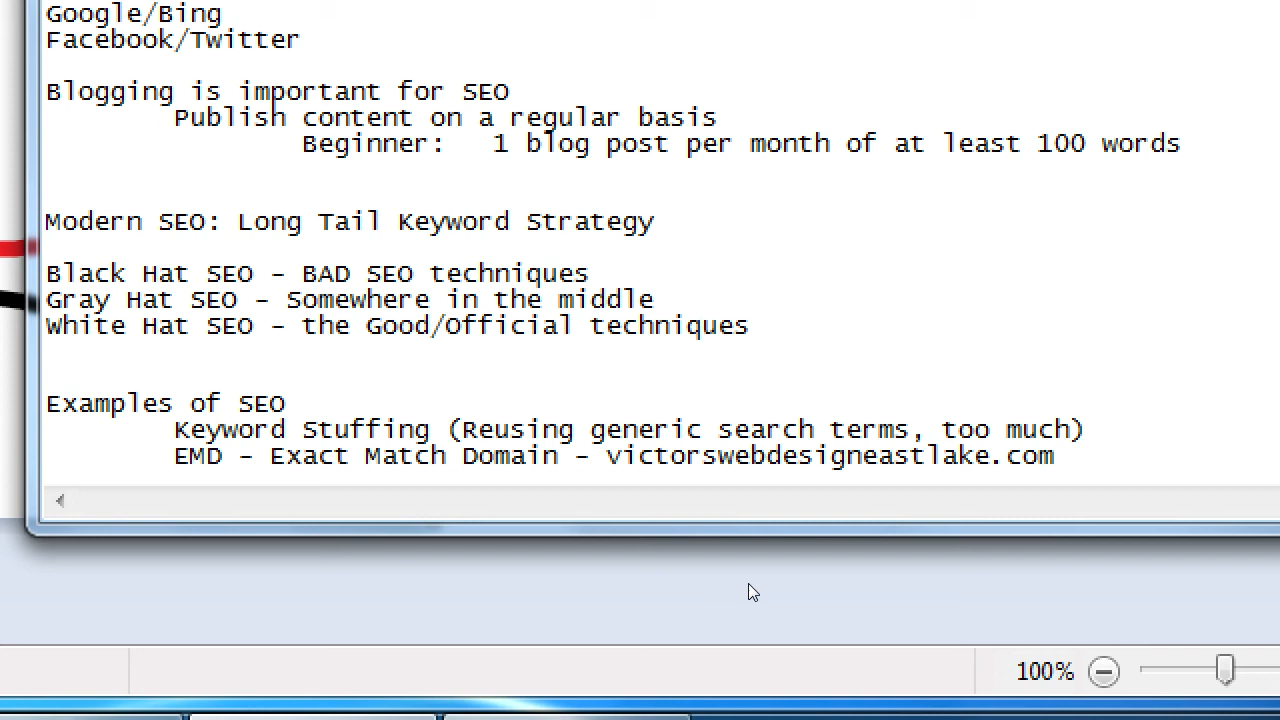 Google/Bing
Facebook/Twitter
Blogging is important for SEO
Publish content on a regular basis
Beginner: 1 blog post per month of at least 100 words
Modern SEO: Long Tail Keyword Strategy
Black Hat SEO - BAD SEO techniques
Gray Hat SEO - Somewhere in the middle
White Hat SEO - the Good/Official techniques
Examples of SEO
Keyword Stuffing (Reusing generic search terms, too much)
EMD - Exact Match Domain - victorswebdesigneastlake.com
100%